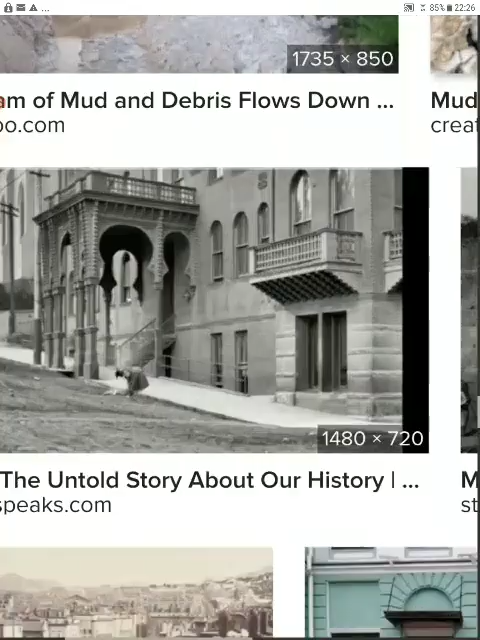 ... 85% 22:26
1735 × 850
am of Mud and Debris Flows Down ...
Mud
oo.com
creat
1480 × 720
The Untold Story About Our History | ...
M
speaks.com
st